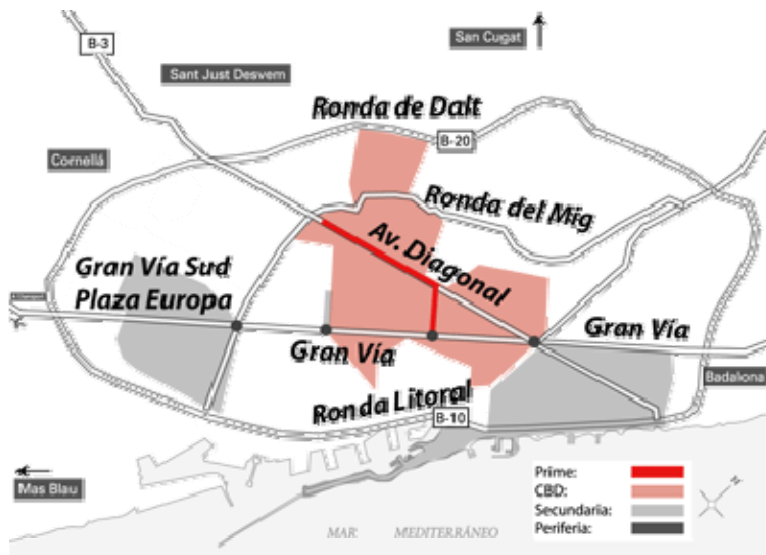 San Cugat
B-3
Sant Just Desvern
Ronda de Dalt
B-20
Cornellá
Ronda del Mig
Av. Diagonal
Gran Vía Sud
Plaza Europa
Gran Vía
Gran Vía
Badalona
Ronda Litoral
B-10
Mas Blau
Prime:
CBD:
Secundaria:
Periferia:
N
MAR MEDITERRÁNEO